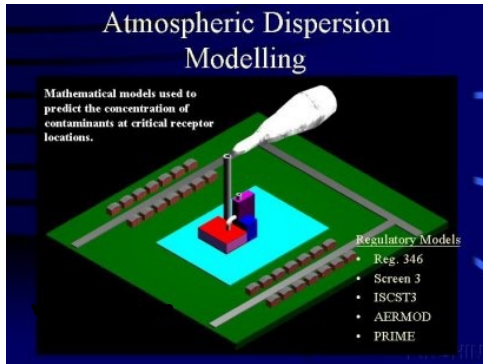 Atmospheric Dispersion
Modelling
Mathematical models used to
predict the concentration of
contaminants at critical receptor
locations.
Regulatory Models
• Reg. 346
• Screen 3
• ISCST3
• AERMOD
• PRIME